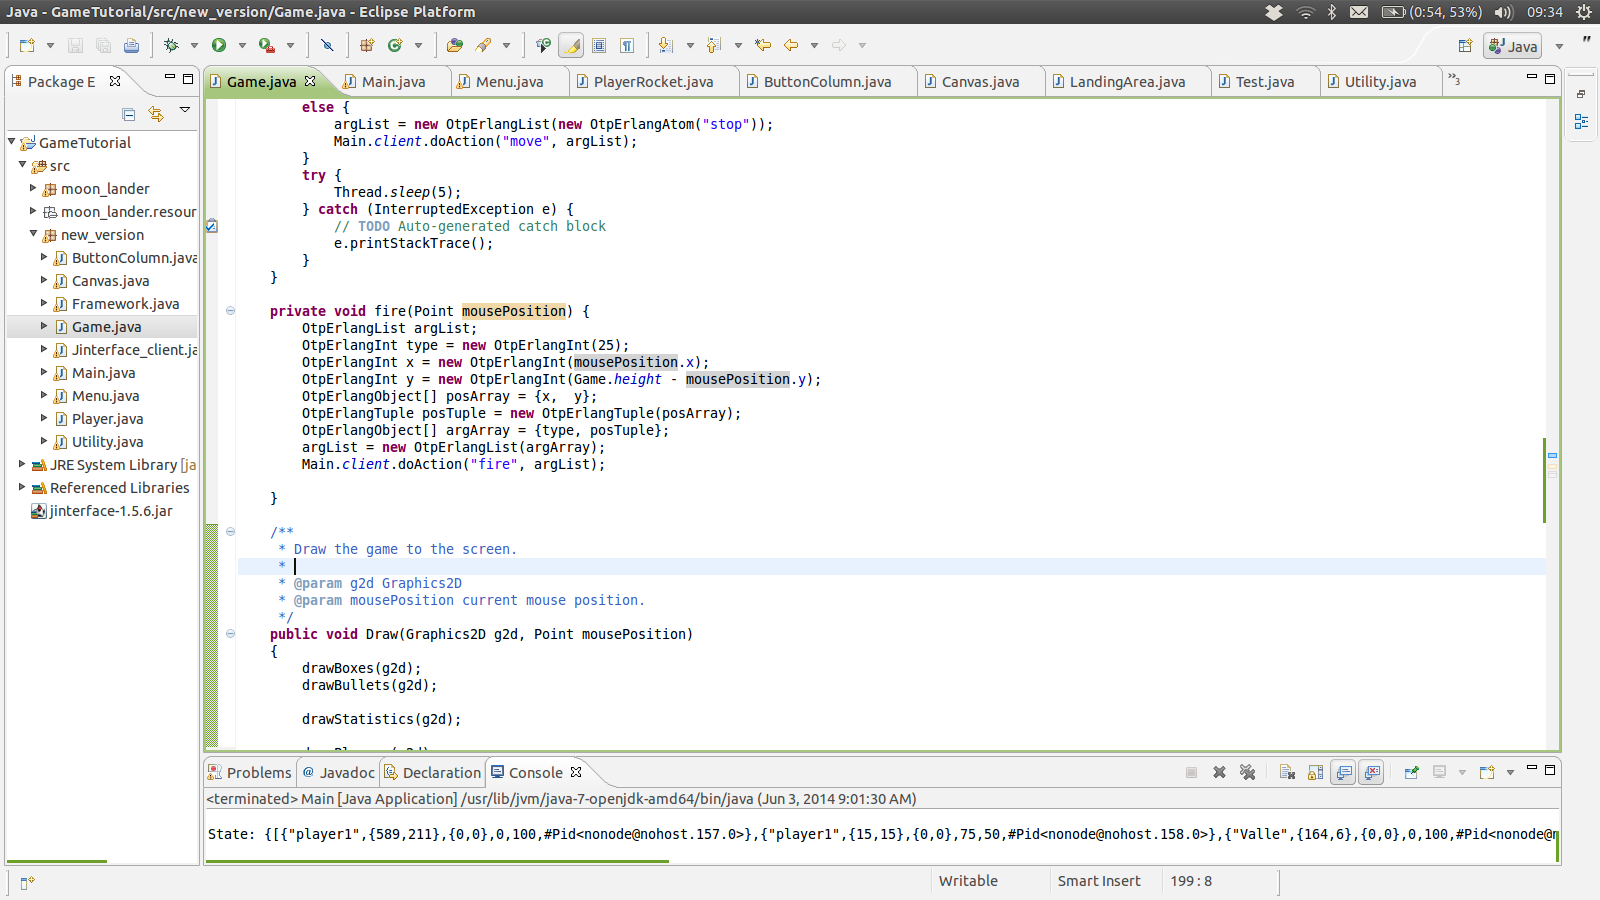 Java - GameTutorial/src/new_version/Game.java - Eclipse Platform
(0:54, 53%) 09:34
Java
Package E
Game.java Main.java Menu.java PlayerRocket.java ButtonColumn.java Canvas.java LandingArea.java Test.java Utility.java »3
GameTutorial
src
moon_lander
moon_lander.resour
new_version
ButtonColumn.java
Canvas.java
Framework.java
Game.java
Jinterface_client.ja
Main.java
Menu.java
Player.java
Utility.java
JRE System Library [ja
Referenced Libraries
jinterface-1.5.6.jar
else {
argList = new OtpErlangList(new OtpErlangAtom("stop"));
Main.client.doAction("move", argList);
}
try {
Thread.sleep(5);
} catch (InterruptedException e) {
// TODO Auto-generated catch block
e.printStackTrace();
}
}
private void fire(Point mousePosition) {
OtpErlangList argList;
OtpErlangInt type = new OtpErlangInt(25);
OtpErlangInt x = new OtpErlangInt(mousePosition.x);
OtpErlangInt y = new OtpErlangInt(Game.height - mousePosition.y);
OtpErlangObject[] posArray = {x,  y};
OtpErlangTuple posTuple = new OtpErlangTuple(posArray);
OtpErlangObject[] argArray = {type, posTuple};
argList = new OtpErlangList(argArray);
Main.client.doAction("fire", argList);
}
/**
* Draw the game to the screen.
*
* @param g2d Graphics2D
* @param mousePosition current mouse position.
*/
public void Draw(Graphics2D g2d, Point mousePosition)
{
drawBoxes(g2d);
drawBullets(g2d);
drawStatistics(g2d);
Problems @ Javadoc Declaration Console
<terminated> Main [Java Application] /usr/lib/jvm/java-7-openjdk-amd64/bin/java (Jun 3, 2014 9:01:30 AM)
State: {[{"player1",{589,211},{0,0},0,100,#Pid<nonode@nohost.157.0>},{"player1",{15,15},{0,0},75,50,#Pid<nonode@nohost.158.0>},{"Valle",{164,6},{0,0},0,100,#Pid<nonode@n
Writable Smart Insert 199 : 8